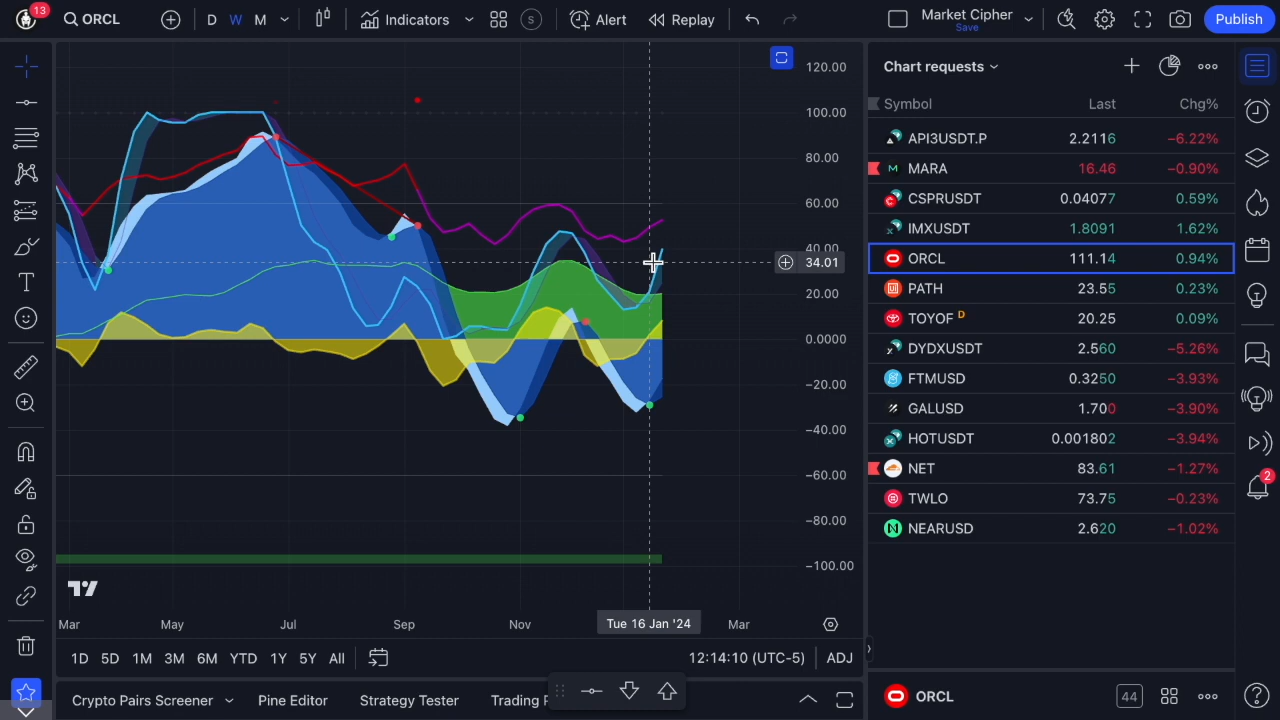 13
ORCL
D
W
M
Indicators
S
Alert
Replay
Market Cipher
Save
Publish
120.00
100.00
80.00
60.00
40.00
34.01
20.00
0.0000
−20.00
−40.00
−60.00
−80.00
−100.00
Mar
May
Jul
Sep
Nov
Tue 16 Jan '24
Mar
1D
5D
1M
3M
6M
YTD
1Y
5Y
All
12:14:10 (UTC-5)
ADJ
Crypto Pairs Screener
Pine Editor
Strategy Tester
Trading
Chart requests
Symbol
Last
Chg%
API3USDT.P 2.2116 −6.22%
MARA 16.46 −0.90%
CSPRUSDT 0.04077 0.59%
IMXUSDT 1.8091 1.62%
ORCL 111.14 0.94%
PATH 23.55 0.23%
TOYOF D 20.25 0.09%
DYDXUSDT 2.560 −5.26%
FTMUSD 0.3250 −3.93%
GALUSD 1.700 −3.90%
HOTUSDT 0.001802 −3.94%
NET 83.61 −1.27%
TWLO 73.75 −0.23%
NEARUSD 2.620 −1.02%
2
ORCL
44